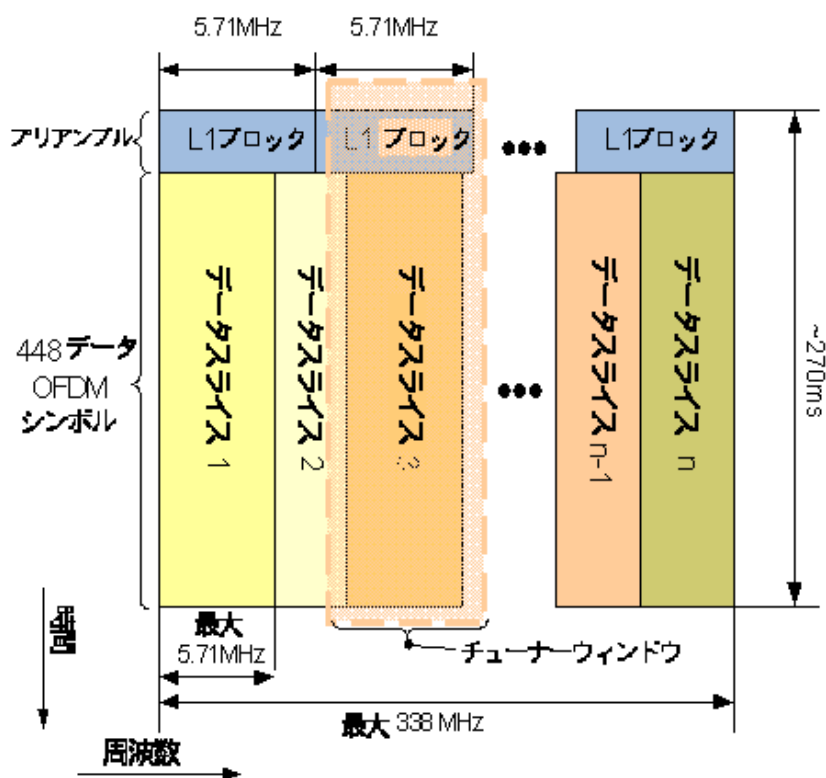 5.71MHz
5.71MHz
プリアンブル
L1ブロック
L1 ブロック
L1ブロック
448 データ
OFDM
シンボル
データスライス 1
データスライス 2
データスライス 3
データスライス n-1
データスライス n
~270ms
時間
最大
5.71MHz
チューナーウィンドウ
最大 338 MHz
周波数